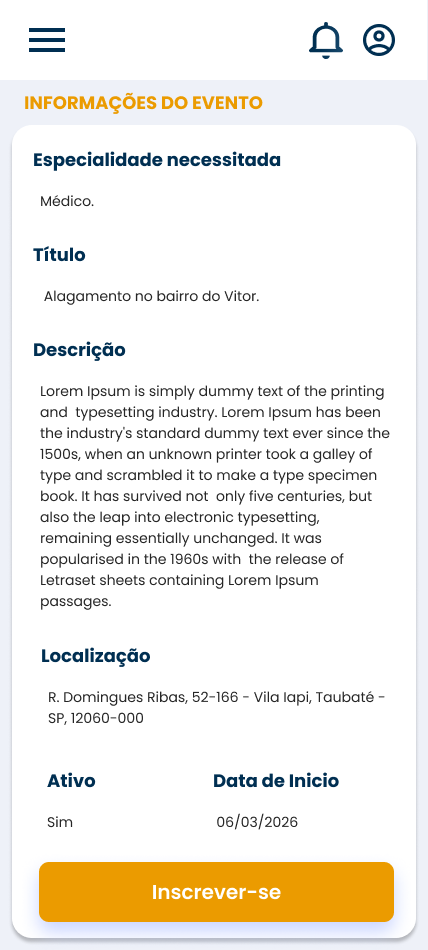 INFORMAÇÕES DO EVENTO
Especialidade necessitada
Médico.
Título
Alagamento no bairro do Vitor.
Descrição
Lorem Ipsum is simply dummy text of the printing
and  typesetting industry. Lorem Ipsum has been
the industry's standard dummy text ever since the
1500s, when an unknown printer took a galley of
type and scrambled it to make a type specimen
book. It has survived not  only five centuries, but
also the leap into electronic typesetting,
remaining essentially unchanged. It was
popularised in the 1960s with  the release of
Letraset sheets containing Lorem Ipsum
passages.
Localização
R. Domingues Ribas, 52-166 - Vila Iapi, Taubaté -
SP, 12060-000
Ativo Data de Inicio
Sim 06/03/2026
Inscrever-se